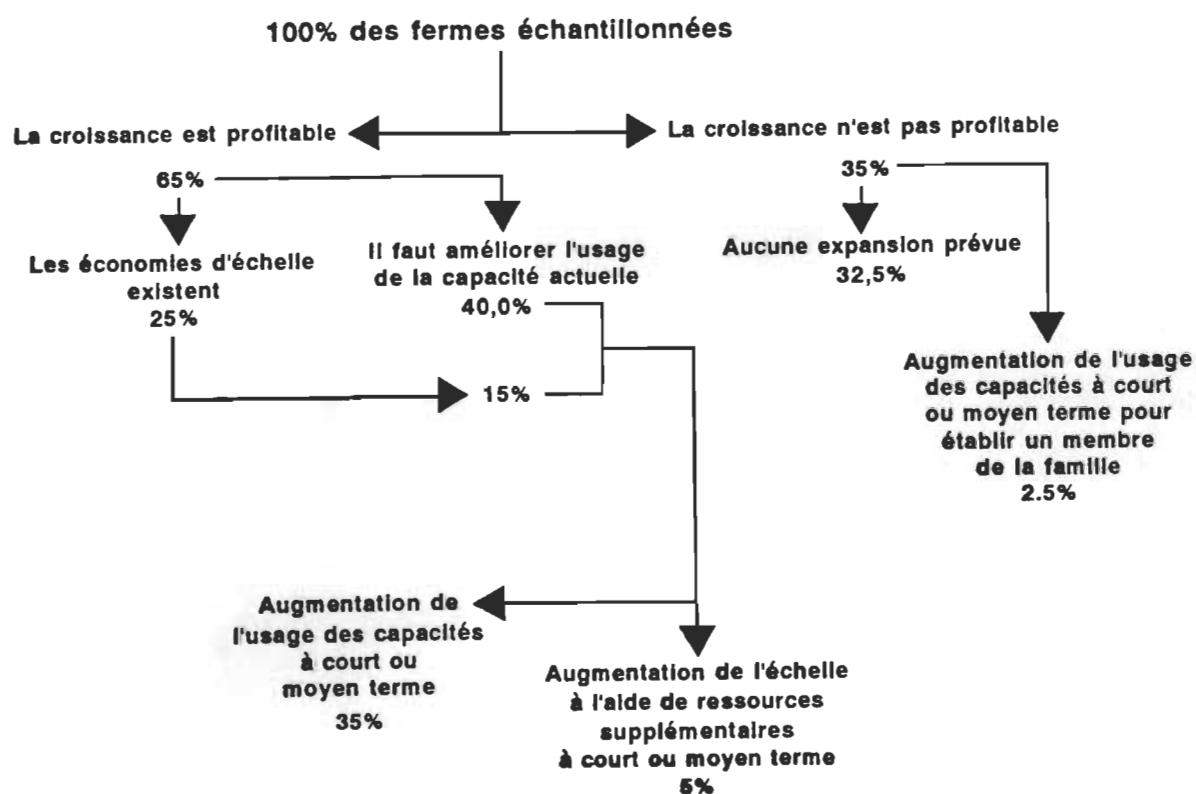 100% des fermes échantillonnées
La croissance est profitable
La croissance n'est pas profitable
65%
35%
Les économies d'échelle
existent
25%
Il faut améliorer l'usage
de la capacité actuelle
40,0%
15%
Aucune expansion prévue
32,5%
Augmentation de l'usage
des capacités à court
ou moyen terme pour
établir un membre
de la famille
2.5%
Augmentation de
l'usage des capacités
à court ou
moyen terme
35%
Augmentation de l'échelle
à l'aide de ressources
supplémentaires
à court ou moyen terme
5%